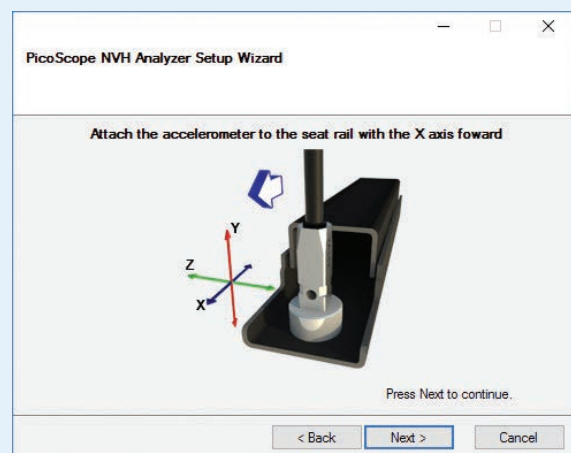 PicoScope NVH Analyzer Setup Wizard
Attach the accelerometer to the seat rail with the X axis foward
Y
Z
X
Press Next to continue.
< Back
Next >
Cancel